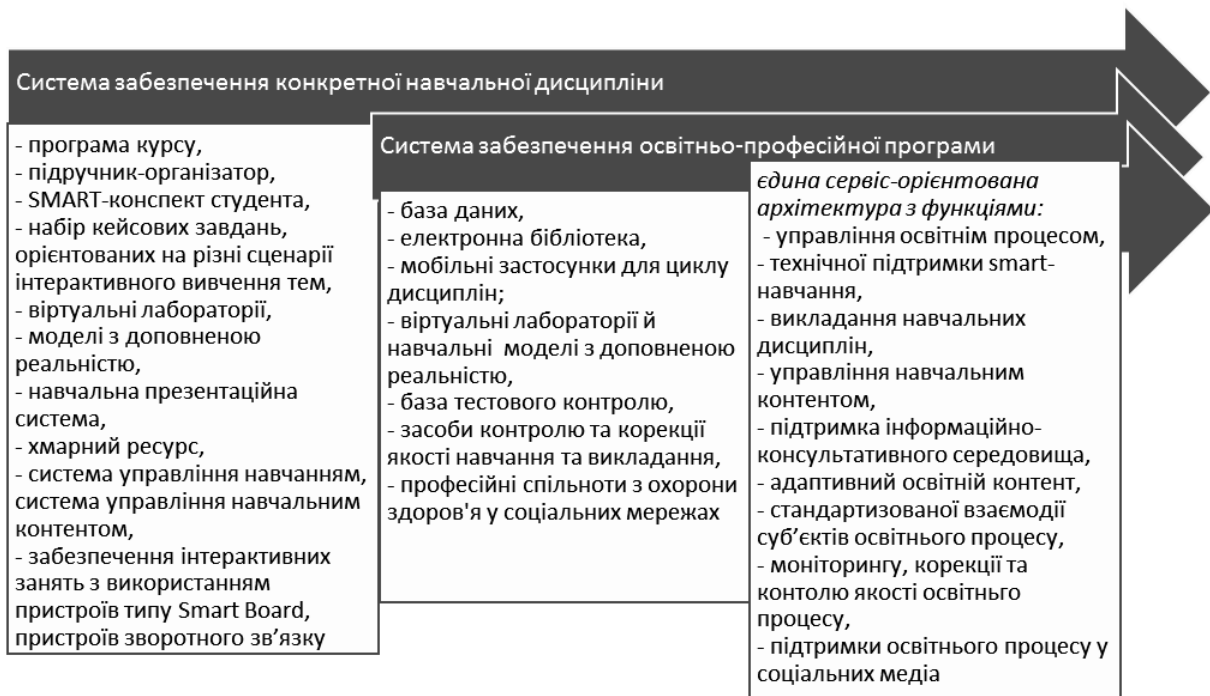 Система забезпечення конкретної навчальної дисципліни
- програма курсу,
- підручник-організатор,
- SMART-конспект студента,
- набір кейсових завдань,
орієнтованих на різні сценарії
інтерактивного вивчення тем,
- віртуальні лабораторії,
- моделі з доповненою
реальністю,
- навчальна презентаційна
система,
- хмарний ресурс,
- система управління навчанням,
система управління навчальним
контентом,
- забезпечення інтерактивних
занять з використанням
пристроїв типу Smart Board,
пристроїв зворотного зв’язку
Система забезпечення освітньо-професійної програми
- база даних,
- електронна бібліотека,
- мобільні застосунки для циклу
дисциплін;
- віртуальні лабораторії й
навчальні моделі з доповненою
реальністю,
- база тестового контролю,
- засоби контролю та корекції
якості навчання та викладання,
- професійні спільноти з охорони
здоров'я у соціальних мережах
єдина сервіс-орієнтована
архітектура з функціями:
- управління освітнім процесом,
- технічної підтримки smart-
навчання,
- викладання навчальних
дисциплін,
- управління навчальним
контентом,
- підтримка інформаційно-
консультативного середовища,
- адаптивний освітній контент,
- стандартизованої взаємодії
суб’єктів освітнього процесу,
- моніторингу, корекції та
контолю якості освітнго
процесу,
- підтримки освітнього процесу у
соціальних медіа